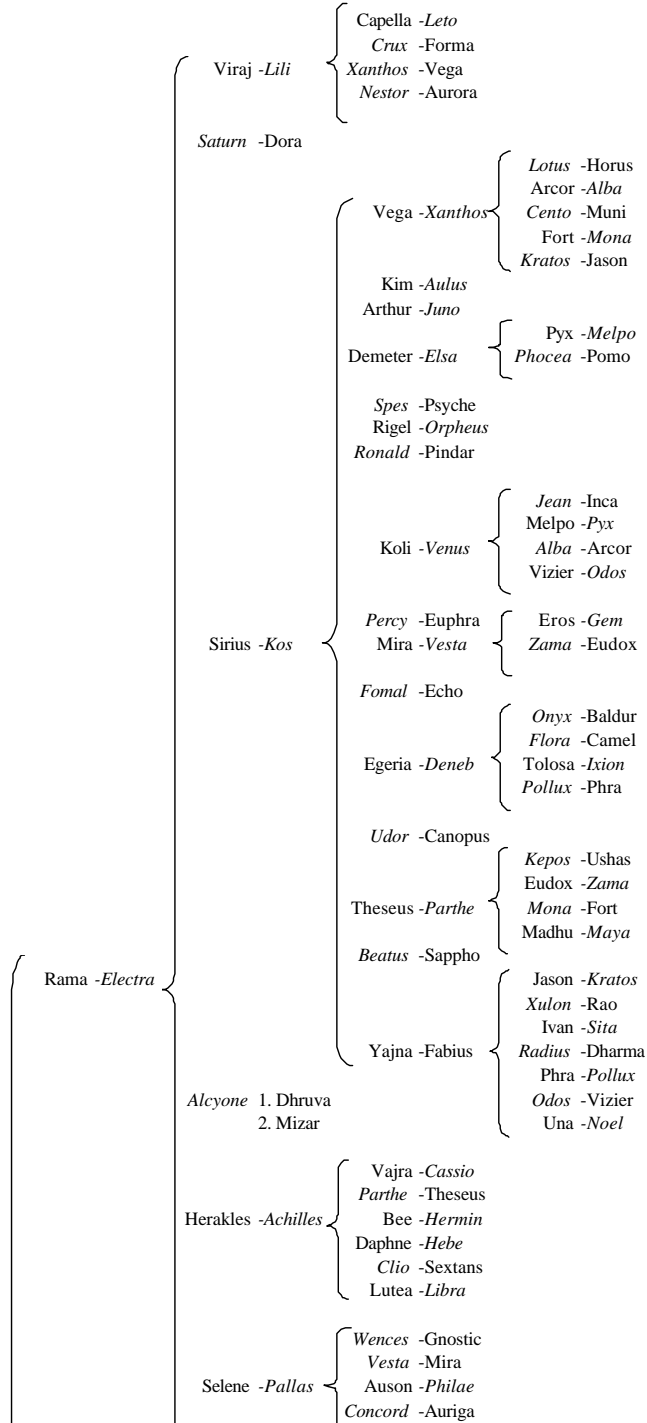 Capella -Leto
Crux -Forma
Viraj -Lili Xanthos -Vega
Nestor -Aurora
Saturn -Dora
Lotus -Horus
Arcor -Alba
Vega -Xanthos Cento -Muni
Fort -Mona
Kratos -Jason
Kim -Aulus
Arthur -Juno
Pyx -Melpo
Demeter -Elsa Phocea -Pomo
Spes -Psyche
Rigel -Orpheus
Ronald -Pindar
Jean -Inca
Melpo -Pyx
Koli -Venus Alba -Arcor
Vizier -Odos
Percy -Euphra Eros -Gem
Sirius -Kos Mira -Vesta Zama -Eudox
Fomal -Echo
Onyx -Baldur
Flora -Camel
Egeria -Deneb Tolosa -Ixion
Pollux -Phra
Udor -Canopus
Kepos -Ushas
Eudox -Zama
Theseus -Parthe Mona -Fort
Madhu -Maya
Beatus -Sappho
Rama -Electra Jason -Kratos
Xulon -Rao
Ivan -Sita
Yajna -Fabius Radius -Dharma
Phra -Pollux
Alcyone 1. Dhruva Odos -Vizier
2. Mizar Una -Noel
Vajra -Cassio
Parthe -Theseus
Herakles -Achilles Bee -Hermin
Daphne -Hebe
Clio -Sextans
Lutea -Libra
Wences -Gnostic
Vesta -Mira
Selene -Pallas Auson -Philae
Concord -Auriga